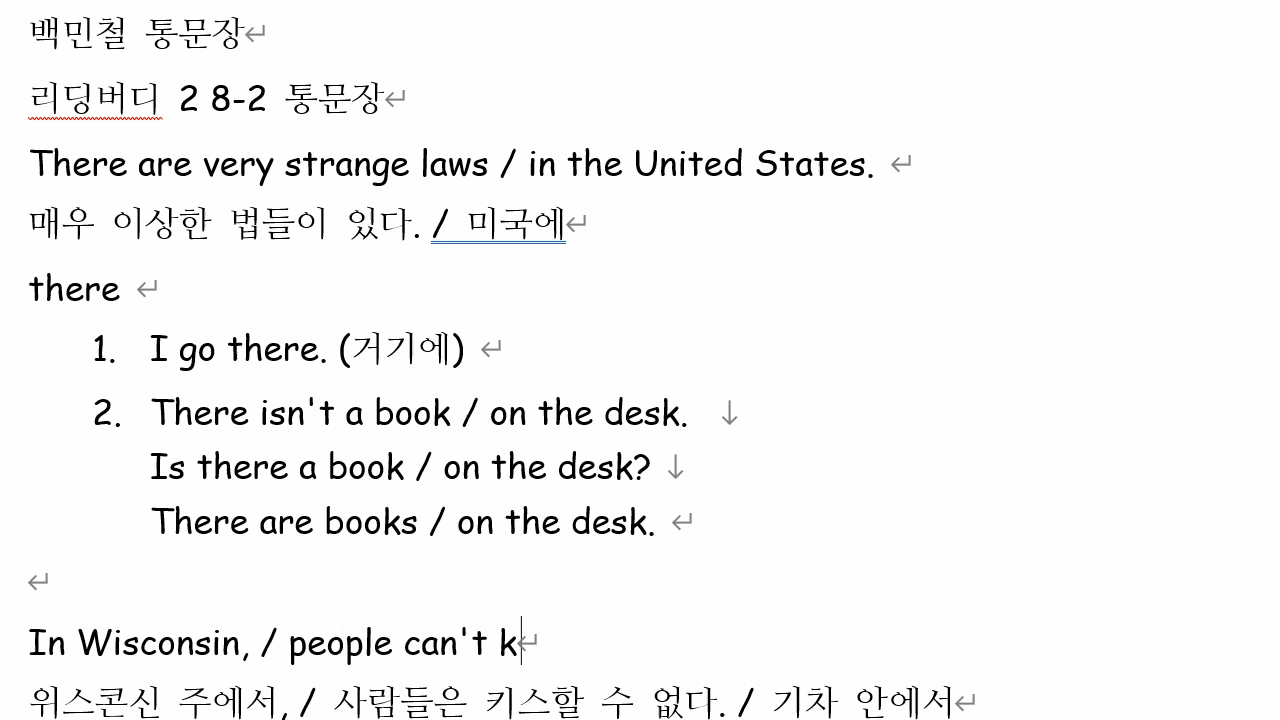 백민철 통문장
리딩버디 2 8-2 통문장
There are very strange laws / in the United States.
매우 이상한 법들이 있다. / 미국에
there
1. I go there. (거기에)
2. There isn't a book / on the desk.
Is there a book / on the desk?
There are books / on the desk.
In Wisconsin, / people can't k
위스콘신 주에서, / 사람들은 키스할 수 없다. / 기차 안에서